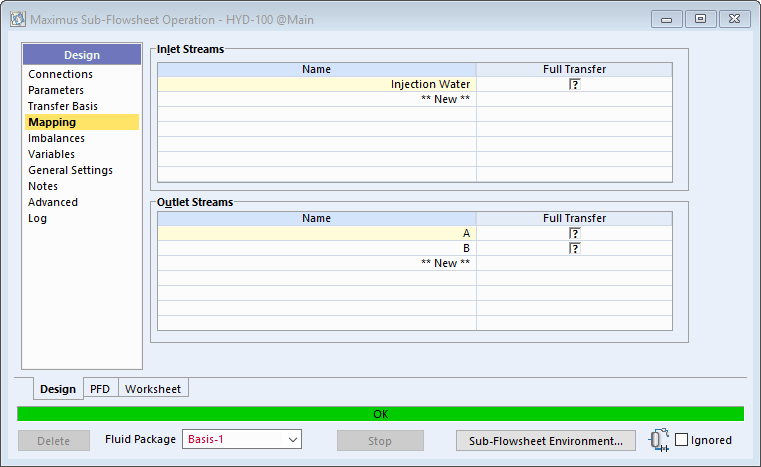 Maximus Sub-Flowsheet Operation - HYD-100 @Main
Design
Connections
Parameters
Transfer Basis
Mapping
Imbalances
Variables
General Settings
Notes
Advanced
Log
Inlet Streams
Name Full Transfer
Injection Water ?
** New **
Outlet Streams
Name Full Transfer
A ?
B ?
** New **
Design PFD Worksheet
OK
Delete Fluid Package Basis-1 Stop Sub-Flowsheet Environment... Ignored